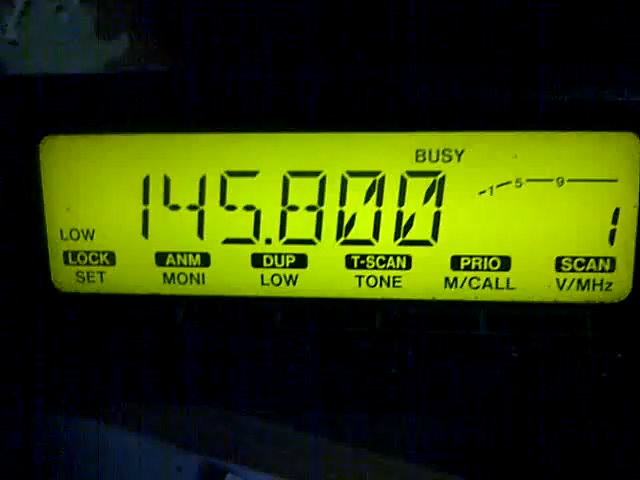 BUSY
145.800
1 5 9
LOW
1
LOCK ANM DUP T-SCAN PRIO SCAN
SET MONI LOW TONE M/CALL V/MHz